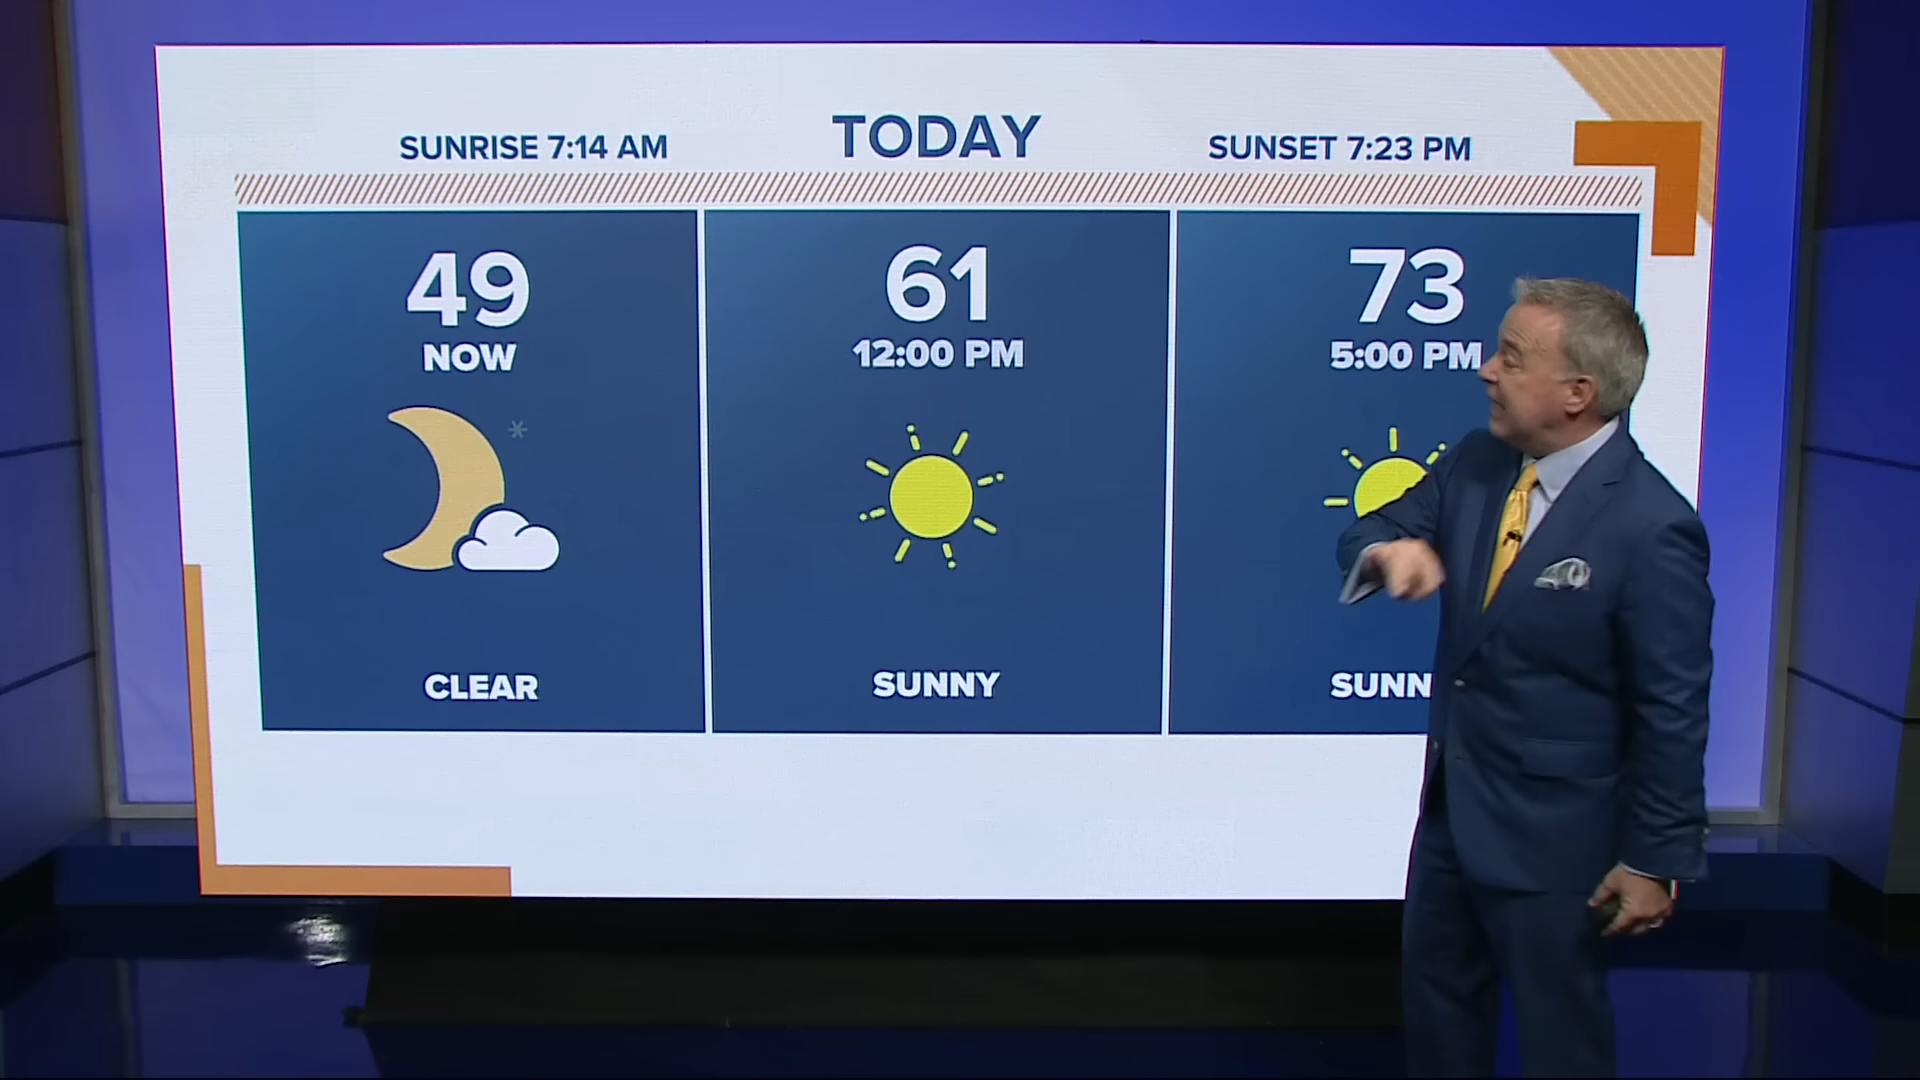 SUNRISE 7:14 AM
TODAY
SUNSET 7:23 PM
49
NOW
CLEAR
61
12:00 PM
SUNNY
73
5:00 PM
SUNN